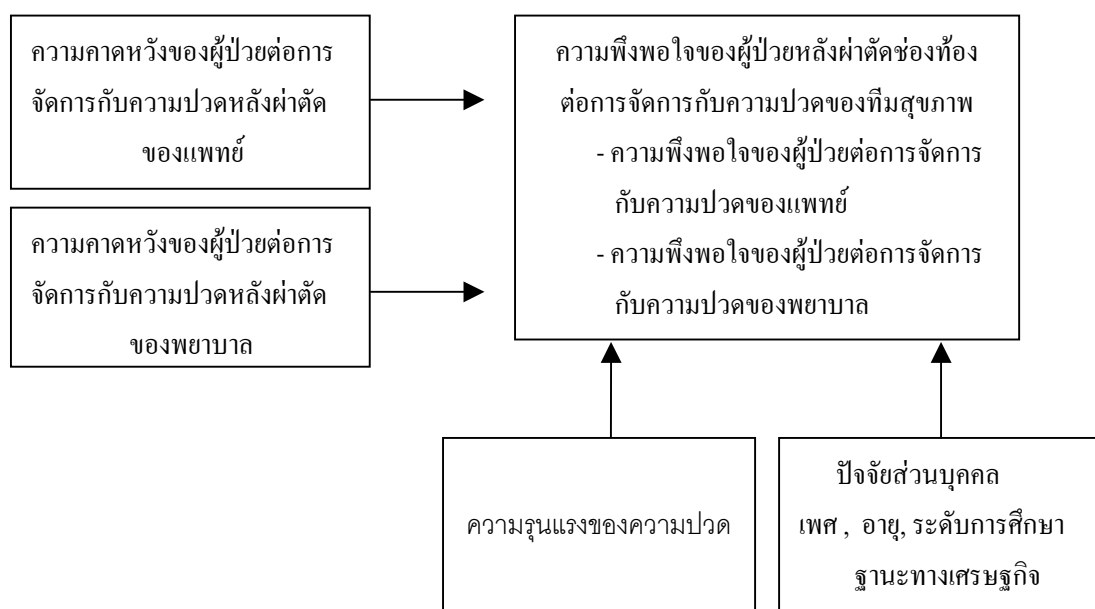 ความคาดหวังของผู้ป่วยต่อการ
จัดการกับความปวดหลังผ่าตัด
ของแพทย์
ความคาดหวังของผู้ป่วยต่อการ
จัดการกับความปวดหลังผ่าตัด
ของพยาบาล
ความพึงพอใจของผู้ป่วยหลังผ่าตัดช่องท้อง
ต่อการจัดการกับความปวดของทีมสุขภาพ
- ความพึงพอใจของผู้ป่วยต่อการจัดการ
กับความปวดของแพทย์
- ความพึงพอใจของผู้ป่วยต่อการจัดการ
กับความปวดของพยาบาล
ความรุนแรงของความปวด
ปัจจัยส่วนบุคคล
เพศ , อายุ, ระดับการศึกษา
ฐานะทางเศรษฐกิจ